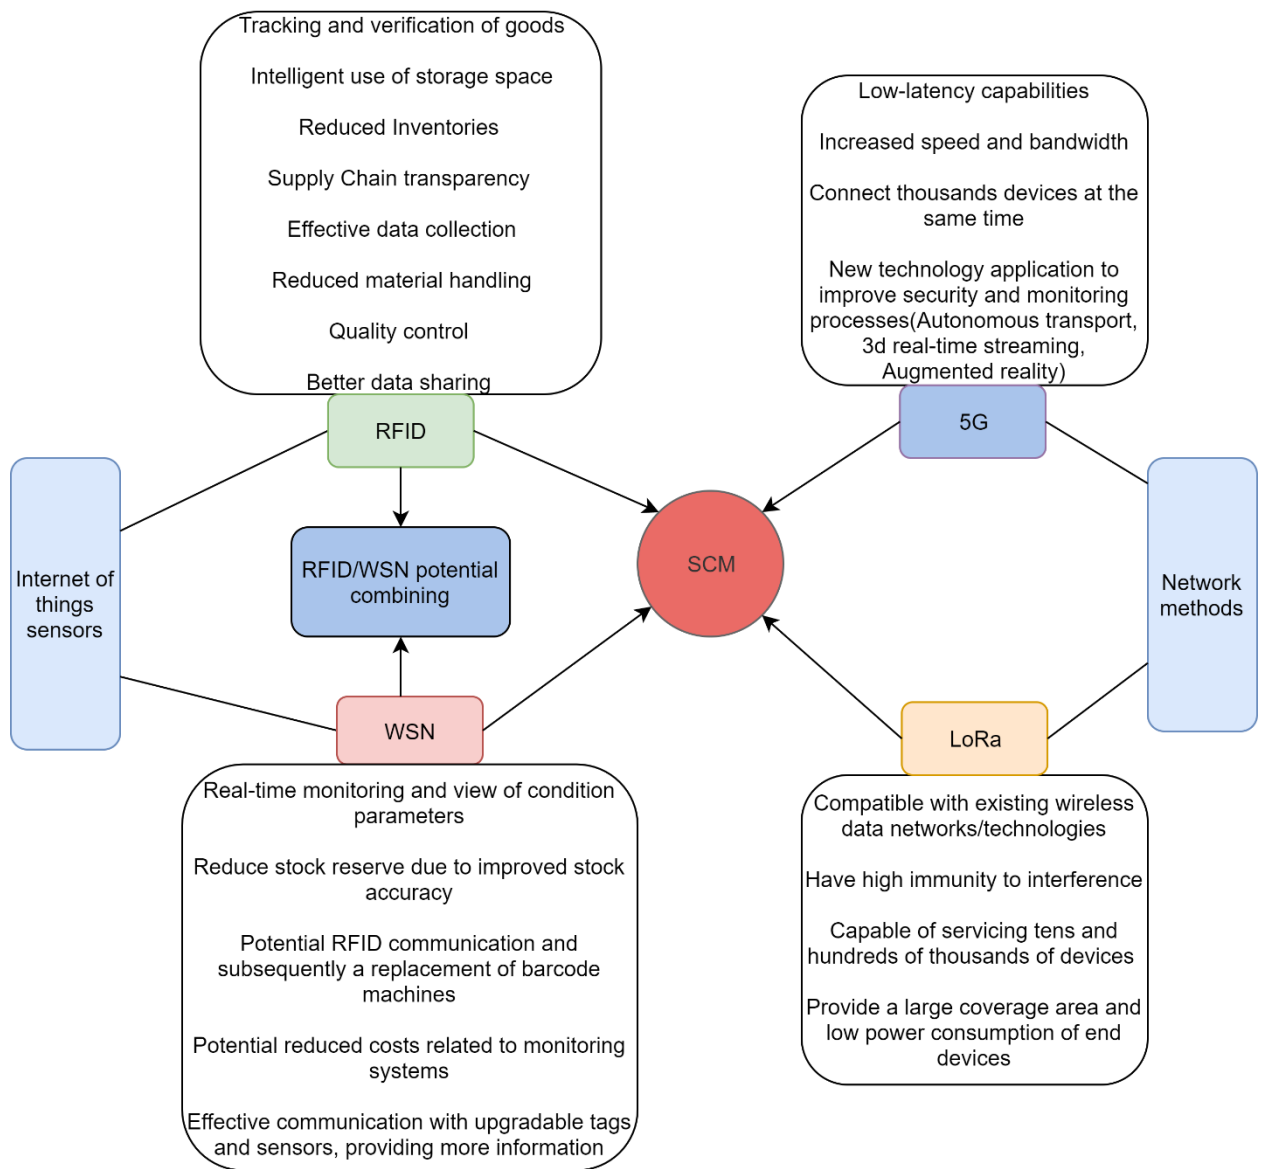 Tracking and verification of goods
Intelligent use of storage space
Reduced Inventories
Supply Chain transparency
Effective data collection
Reduced material handling
Quality control
Better data sharing
RFID
Low-latency capabilities
Increased speed and bandwidth
Connect thousands devices at the
same time
New technology application to
improve security and monitoring
processes(Autonomous transport,
3d real-time streaming,
Augmented reality)
5G
Internet of
things
sensors
RFID/WSN potential
combining
SCM
Network
methods
WSN
Real-time monitoring and view of condition
parameters
Reduce stock reserve due to improved stock
accuracy
Potential RFID communication and
subsequently a replacement of barcode
machines
Potential reduced costs related to monitoring
systems
Effective communication with upgradable tags
and sensors, providing more information
LoRa
Compatible with existing wireless
data networks/technologies
Have high immunity to interference
Capable of servicing tens and
hundreds of thousands of devices
Provide a large coverage area and
low power consumption of end
devices